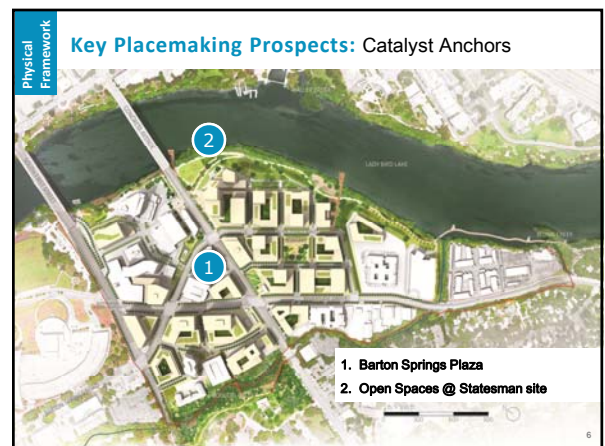 Physical
Framework
Key Placemaking Prospects: Catalyst Anchors
2
LADY BIRD LAKE
1
1. Barton Springs Plaza
2. Open Spaces @ Statesman site
6